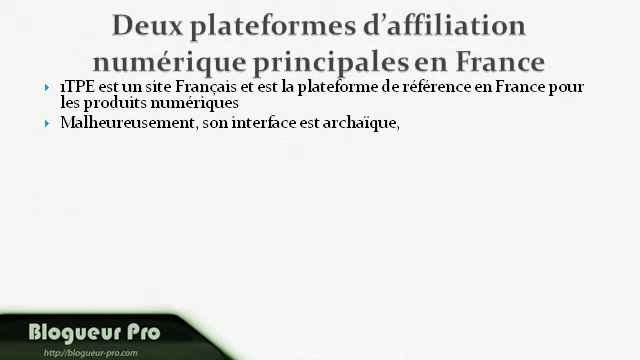 Deux plateformes d’affiliation
numérique principales en France
1TPE est un site Français et est la plateforme de référence en France pour
les produits numériques
Malheureusement, son interface est archaïque,
Blogueur Pro
http://blogueur-pro.com